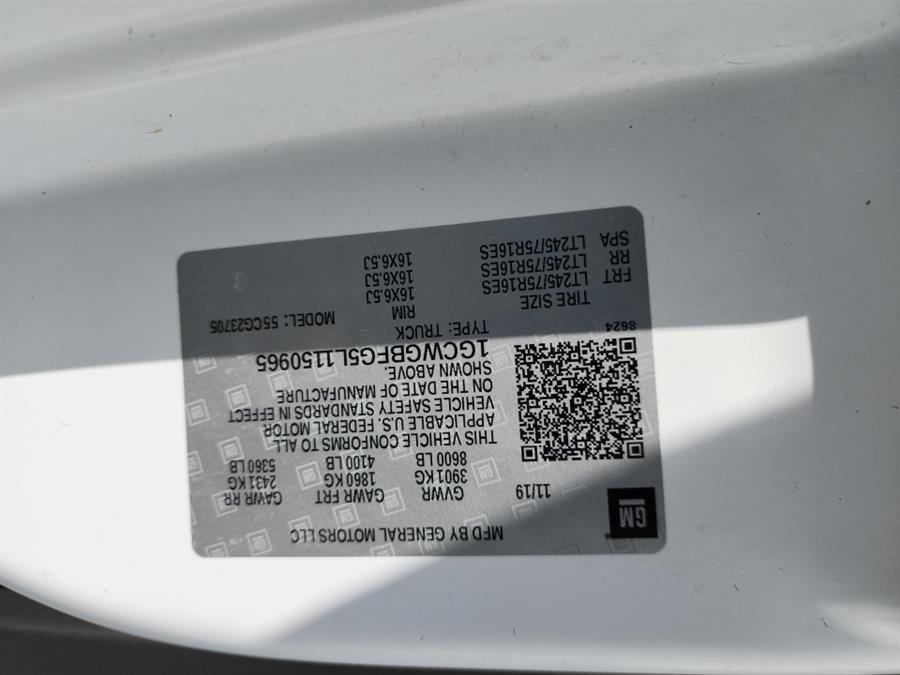 GM
MFD BY GENERAL MOTORS LLC
11/19
GVWR GAWR FRT GAWR RR
3901 KG 1860 KG 2431 KG
8600 LB 4100 LB 5360 LB
THIS VEHICLE CONFORMS TO ALL
APPLICABLE U.S. FEDERAL MOTOR
VEHICLE SAFETY STANDARDS IN EFFECT
ON THE DATE OF MANUFACTURE
SHOWN ABOVE.
1GCWGBFG5L1150965
8624 TYPE: TRUCK MODEL: 55CG23705
TIRE SIZE RIM
FRT LT245/75R16ES 16X6.5J
RR LT245/75R16ES 16X6.5J
SPA LT245/75R16ES 16X6.5J